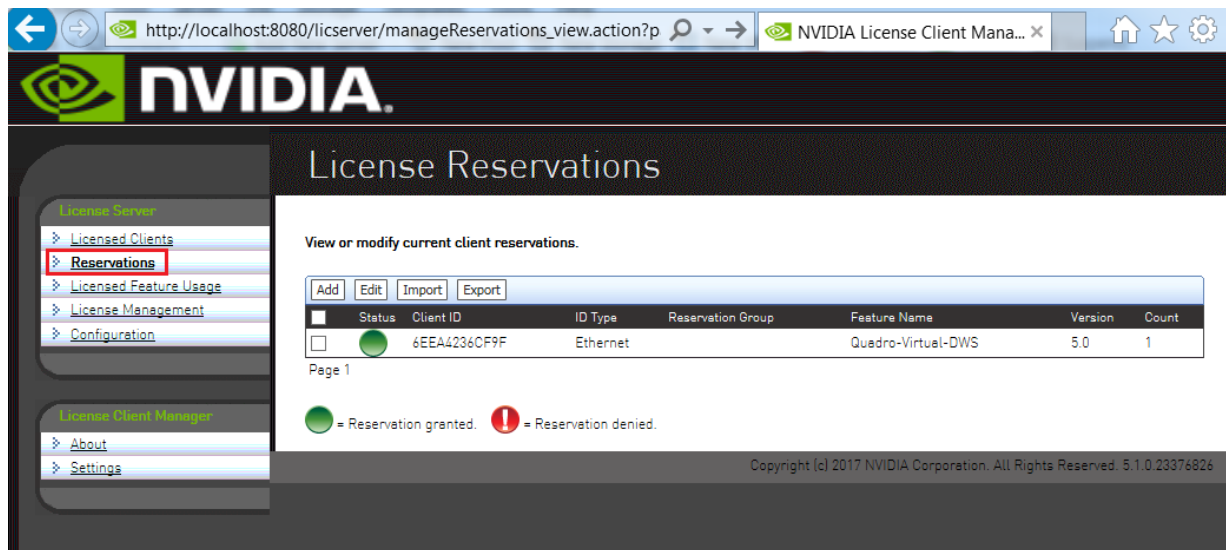 http://localhost:8080/licserver/manageReservations_view.action?p
NVIDIA License Client Mana...
NVIDIA.
License Reservations
License Server
Licensed Clients
Reservations
Licensed Feature Usage
License Management
Configuration
License Client Manager
About
Settings
View or modify current client reservations.
Add Edit Import Export
Status Client ID ID Type Reservation Group Feature Name Version Count
6EEA4236CF9F Ethernet Quadro-Virtual-DWS 5.0 1
Page 1
= Reservation granted. = Reservation denied.
Copyright (c) 2017 NVIDIA Corporation. All Rights Reserved. 5.1.0.23376826